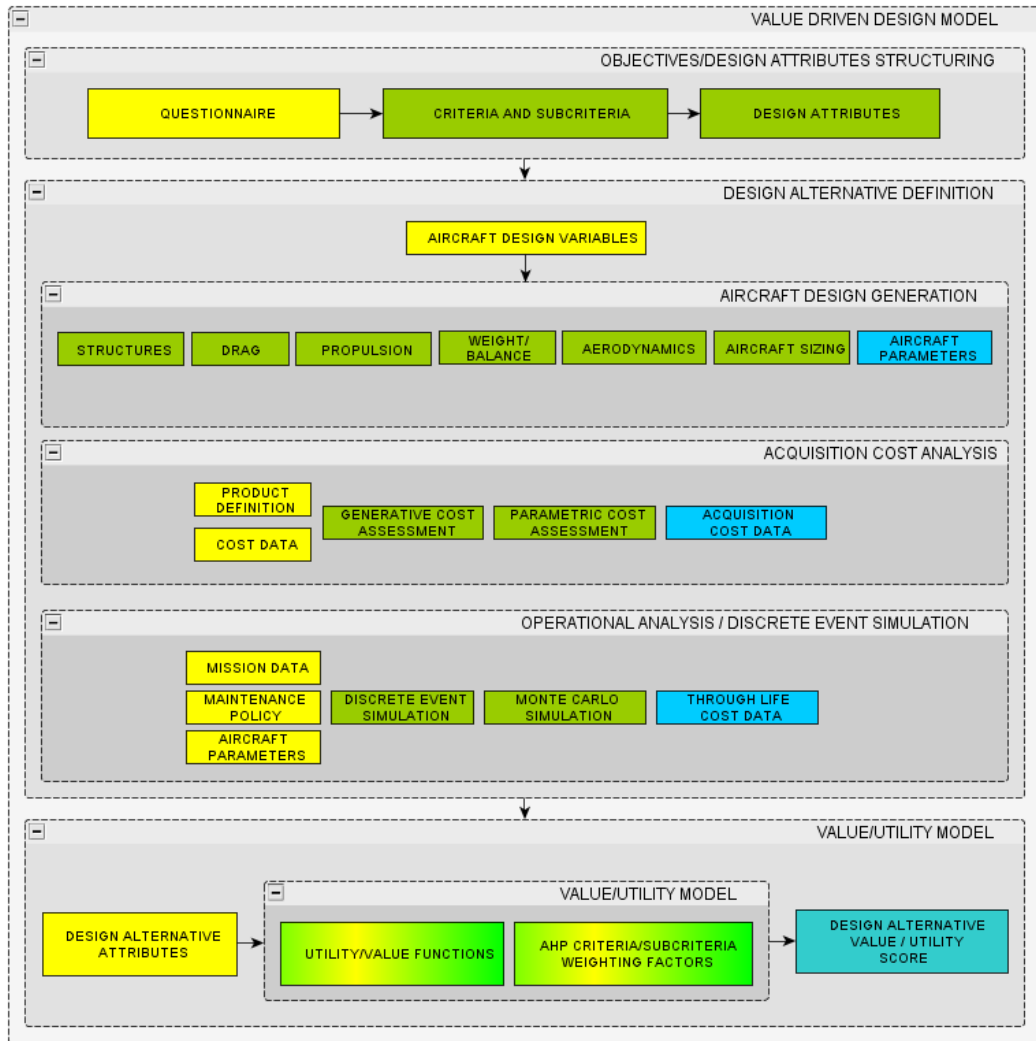 VALUE DRIVEN DESIGN MODEL
OBJECTIVES/DESIGN ATTRIBUTES STRUCTURING
QUESTIONNAIRE
CRITERIA AND SUBCRITERIA
DESIGN ATTRIBUTES
DESIGN ALTERNATIVE DEFINITION
AIRCRAFT DESIGN VARIABLES
AIRCRAFT DESIGN GENERATION
STRUCTURES
DRAG
PROPULSION
WEIGHT/
BALANCE
AERODYNAMICS
AIRCRAFT SIZING
AIRCRAFT
PARAMETERS
ACQUISITION COST ANALYSIS
PRODUCT
DEFINITION
COST DATA
GENERATIVE COST
ASSESSMENT
PARAMETRIC COST
ASSESSMENT
ACQUISITION
COST DATA
OPERATIONAL ANALYSIS / DISCRETE EVENT SIMULATION
MISSION DATA
MAINTENANCE
POLICY
AIRCRAFT
PARAMETERS
DISCRETE EVENT
SIMULATION
MONTE CARLO
SIMULATION
THROUGH LIFE
COST DATA
VALUE/UTILITY MODEL
DESIGN ALTERNATIVE
ATTRIBUTES
VALUE/UTILITY MODEL
UTILITY/VALUE FUNCTIONS
AHP CRITERIA/SUBCRITERIA
WEIGHTING FACTORS
DESIGN ALTERNATIVE
VALUE / UTILITY
SCORE